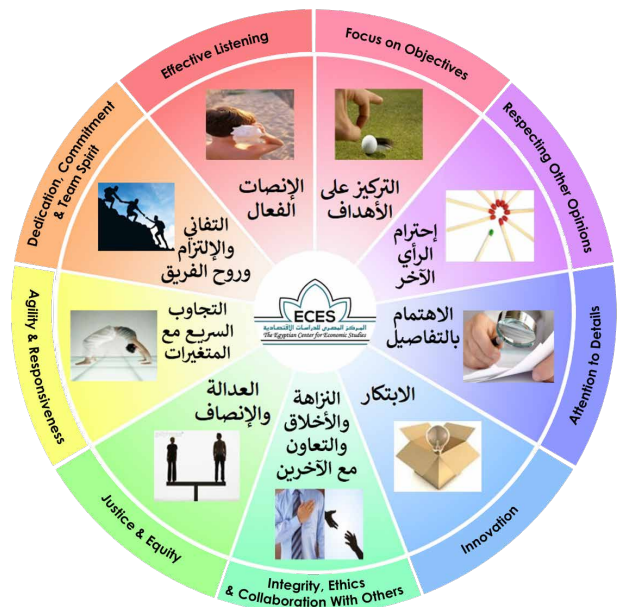 Effective Listening
Focus on Objectives
Respecting Other Opinions
Attention to Details
Innovation
Integrity, Ethics
& Collaboration With Others
Justice & Equity
Agility & Responsiveness
Dedication, Commitment
& Team Spirit
الإنصات
الفعال
التركيز على
الأهداف
إحترام
الرأي
الآخر
الاهتمام
بالتفاصيل
الابتكار
النزاهة
والأخلاق
والتعاون
مع الآخرين
العدالة
والإنصاف
التجاوب
السريع مع
المتغيرات
التفاني
والإلتزام
وروح الفريق
ECES
المركز المصري للدراسات الاقتصادية
The Egyptian Center for Economic Studies